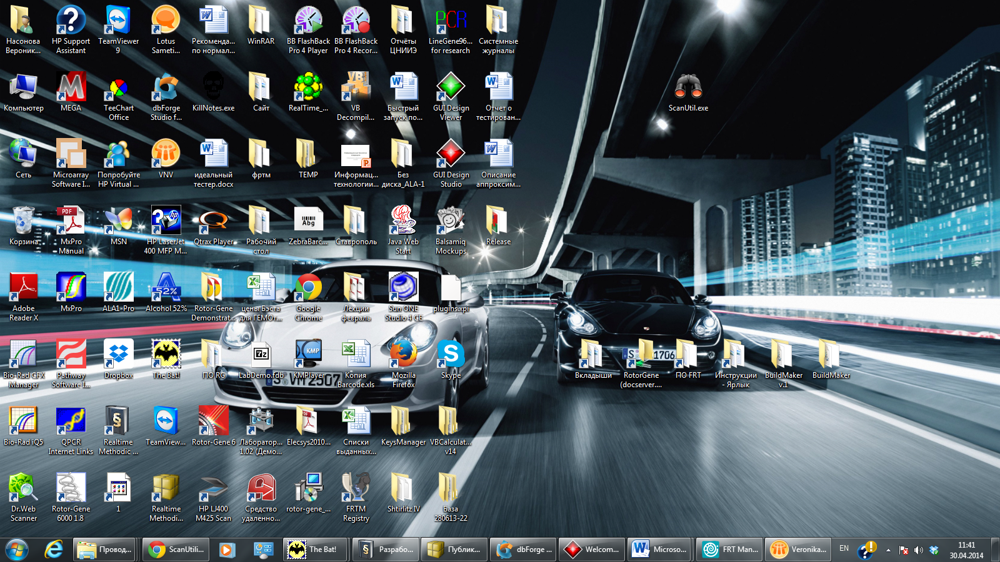 Насонова
Вероник...
HP Support
Assistant
TeamViewer
9
Lotus
Sameti...
Рекоменда...
по нормал...
WinRAR
BB FlashBack
Pro 4 Player
BB FlashBack
Pro 4 Recor...
Отчёты
ЦНИИЭ
PCR
LineGene96...
for research
Системные
журналы
Компьютер
MEGA
TeeChart
Office
dbForge
Studio f...
KillNotes.exe
Сайт
RealTime_...
VB
Decompil...
Быстрый
запуск по...
GUI Design
Viewer
Отчет о
тестирован...
ScanUtil.exe
Сеть
Microarray
Software I...
Попробуйте
HP Virtual ...
VNV
идеальный
тестер.docx
фртм
TEMP
Информац...
технологии...
Без
диска_ALA-1
GUI Design
Studio
Описание
аппроксим...
Корзина
PDF
MxPro
Manual
MSN
HP LaserJet
400 MFP M...
Qtrax Player
Рабочий
стол
Abg
ZebraBarc...
Ставрополь
Java Web
Start
Balsamiq
Mockups
Release
Adobe
Reader X
MxPro
ALA1-Pro
52%
Alcohol 52%
Rotor-Gene
Demonstrat...
цены Бэста
для ГЕМОт...
Google
Chrome
Лекции
февраль
Sun ONE
Studio 4 CE
plugins.xpi
Bio-Rad CFX
Manager
Pathway
Software I...
Dropbox
The Bat!
ПО RG
7z
LabDemo.fdb
KMP
KMPlayer
Копия
Barcode.xls
Mozilla
Firefox
Skype
Вкладыши
RotorGene
(docserver....
ПО FRT
Инструкции
- Ярлык
BuildMaker
v.1
BuildMaker
Bio-Rad iQ5
QPCR
Internet Links
Realtime
Methodic ...
TeamView...
Rotor-Gene 6
Лаборатор...
1.02 (Демо...
Elecsys2010...
Списки
выданных...
KeysManager
VBCalculat...
v14
Dr.Web
Scanner
Rotor-Gene
6000 1.8
1
Realtime
Methodi...
HP LJ400
M425 Scan
Средство
удаленно...
rotor-gene_...
FRTM
Registry
Shtirlitz IV
База
280613-22
Провод...
ScanUtili...
The Bat!
Разрабо...
Публик...
dbForge ...
Welcom...
Microso...
FRT Man...
Veronika...
EN
11:41
30.04.2014